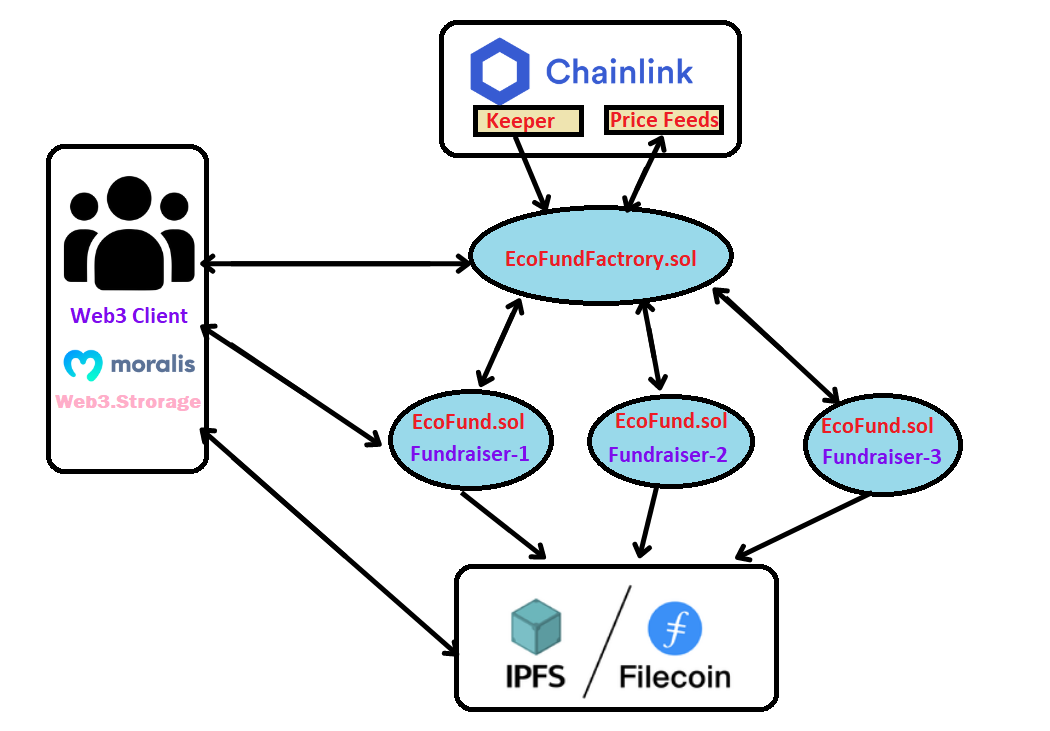 Chainlink
Keeper
Price Feeds
EcoFundFactrory.sol
Web3 Client
moralis
Web3.Strorage
EcoFund.sol
Fundraiser-1
EcoFund.sol
Fundraiser-2
EcoFund.sol
Fundraiser-3
IPFS
Filecoin